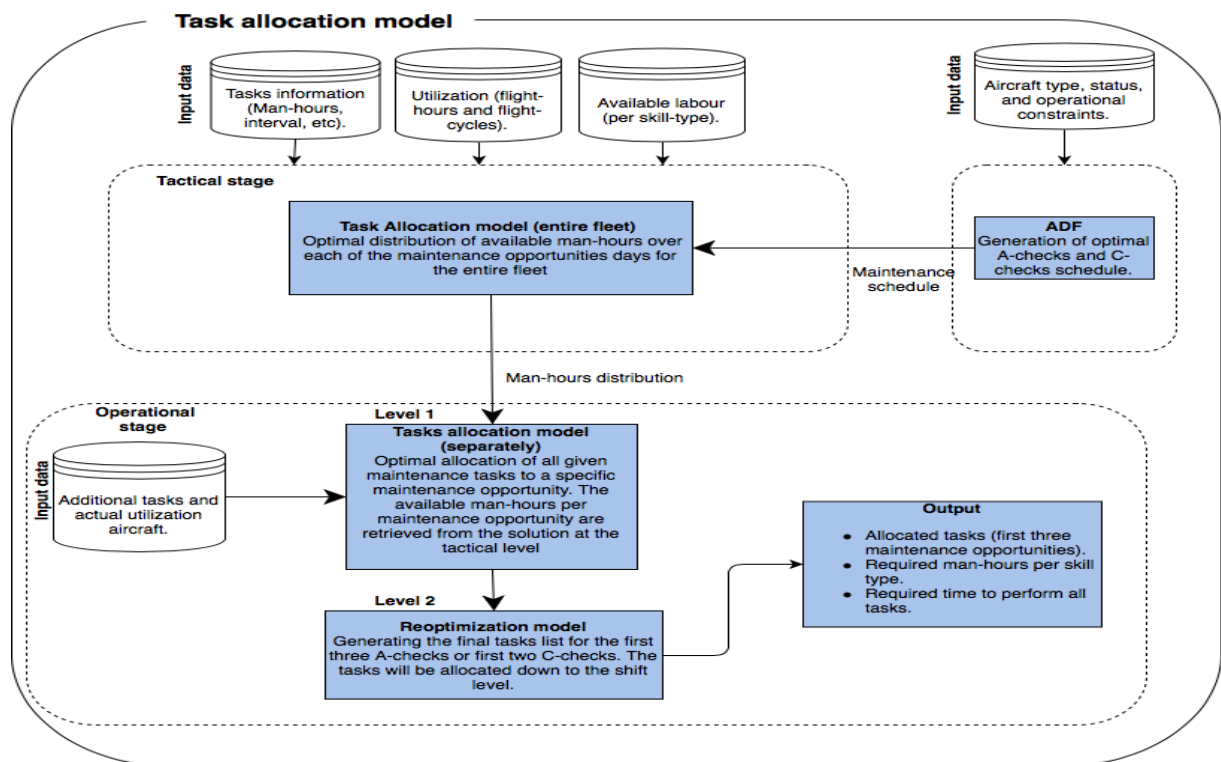 Task allocation model
Input data
Tasks information
(Man-hours,
interval, etc).
Utilization (flight-
hours and flight-
cycles).
Available labour
(per skill-type).
Input data
Aircraft type, status,
and operational
constraints.
Tactical stage
Task Allocation model (entire fleet)
Optimal distribution of available man-hours over
each of the maintenance opportunities days for
the entire fleet
ADF
Generation of optimal
A-checks and C-
checks schedule.
Maintenance
schedule
Man-hours distribution
Operational
stage
Input data
Additional tasks and
actual utilization
aircraft.
Level 1
Tasks allocation model
(separately)
Optimal allocation of all given
maintenance tasks to a specific
maintenance opportunity. The
available man-hours per
maintenance opportunity are
retrieved from the solution at the
tactical level
Level 2
Reoptimization model
Generating the final tasks list for the first
three A-checks or first two C-checks. The
tasks will be allocated down to the shift
level.
Output
• Allocated tasks (first three
maintenance opportunities).
• Required man-hours per skill
type.
• Required time to perform all
tasks.